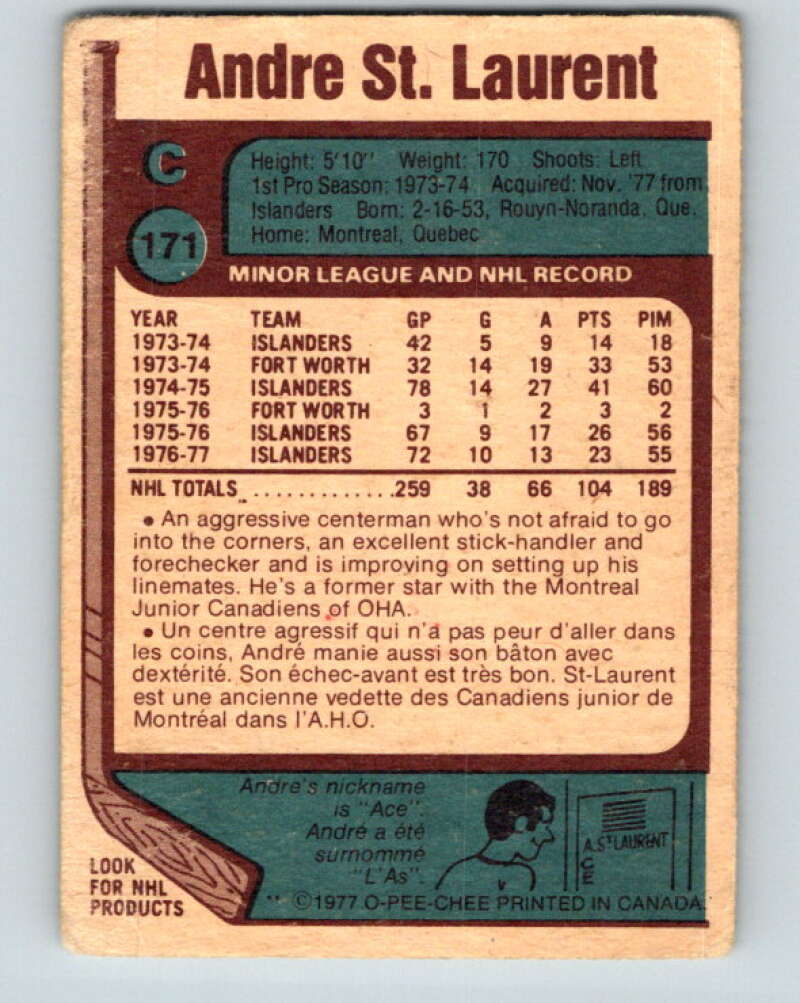 Andre St. Laurent
C
Height: 5'10" Weight: 170 Shoots: Left
1st Pro Season: 1973-74 Acquired: Nov. '77 from
Islanders Born: 2-16-53, Rouyn-Noranda, Que.
Home: Montreal, Quebec
171
MINOR LEAGUE AND NHL RECORD
YEAR TEAM GP G A PTS PIM
1973-74 ISLANDERS 42 5 9 14 18
1973-74 FORT WORTH 32 14 19 33 53
1974-75 ISLANDERS 78 14 27 41 60
1975-76 FORT WORTH 3 1 2 3 2
1975-76 ISLANDERS 67 9 17 26 56
1976-77 ISLANDERS 72 10 13 23 55
NHL TOTALS..............259 38 66 104 189
• An aggressive centerman who's not afraid to go
into the corners, an excellent stick-handler and
forechecker and is improving on setting up his
linemates. He's a former star with the Montreal
Junior Canadiens of OHA.
• Un centre agressif qui n'a pas peur d'aller dans
les coins, André manie aussi son bâton avec
dextérité. Son échec-avant est très bon. St-Laurent
est une ancienne vedette des Canadiens junior de
Montréal dans l'A.H.O.
Andre's nickname
is "Ace".
André a été
surnommé
"L'As".
A. ST LAURENT
C
E
LOOK
FOR NHL
PRODUCTS
©1977 O-PEE-CHEE PRINTED IN CANADA.